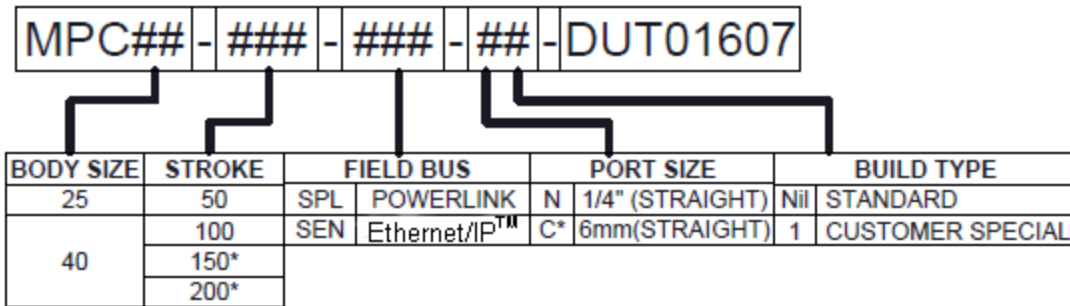 MPC##-###-###-##-DUT01607
BODY SIZE STROKE FIELD BUS PORT SIZE BUILD TYPE
25 50 SPL POWERLINK N 1/4" (STRAIGHT) Nil STANDARD
100 SEN Ethernet/IP™ C* 6mm(STRAIGHT) 1 CUSTOMER SPECIAL
40 150*
200*